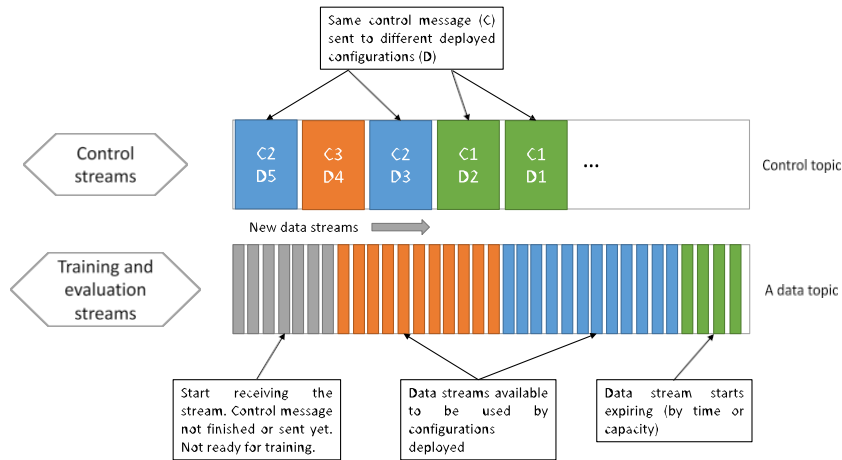 Same control message (C)
sent to different deployed
configurations (D)
Control
streams
C2
D5
C3
D4
C2
D3
C1
D2
C1
D1
...
Control topic
New data streams
Training and
evaluation
streams
A data topic
Start receiving the
stream. Control message
not finished or sent yet.
Not ready for training.
Data streams available
to be used by
configurations
deployed
Data stream starts
expiring (by time or
capacity)